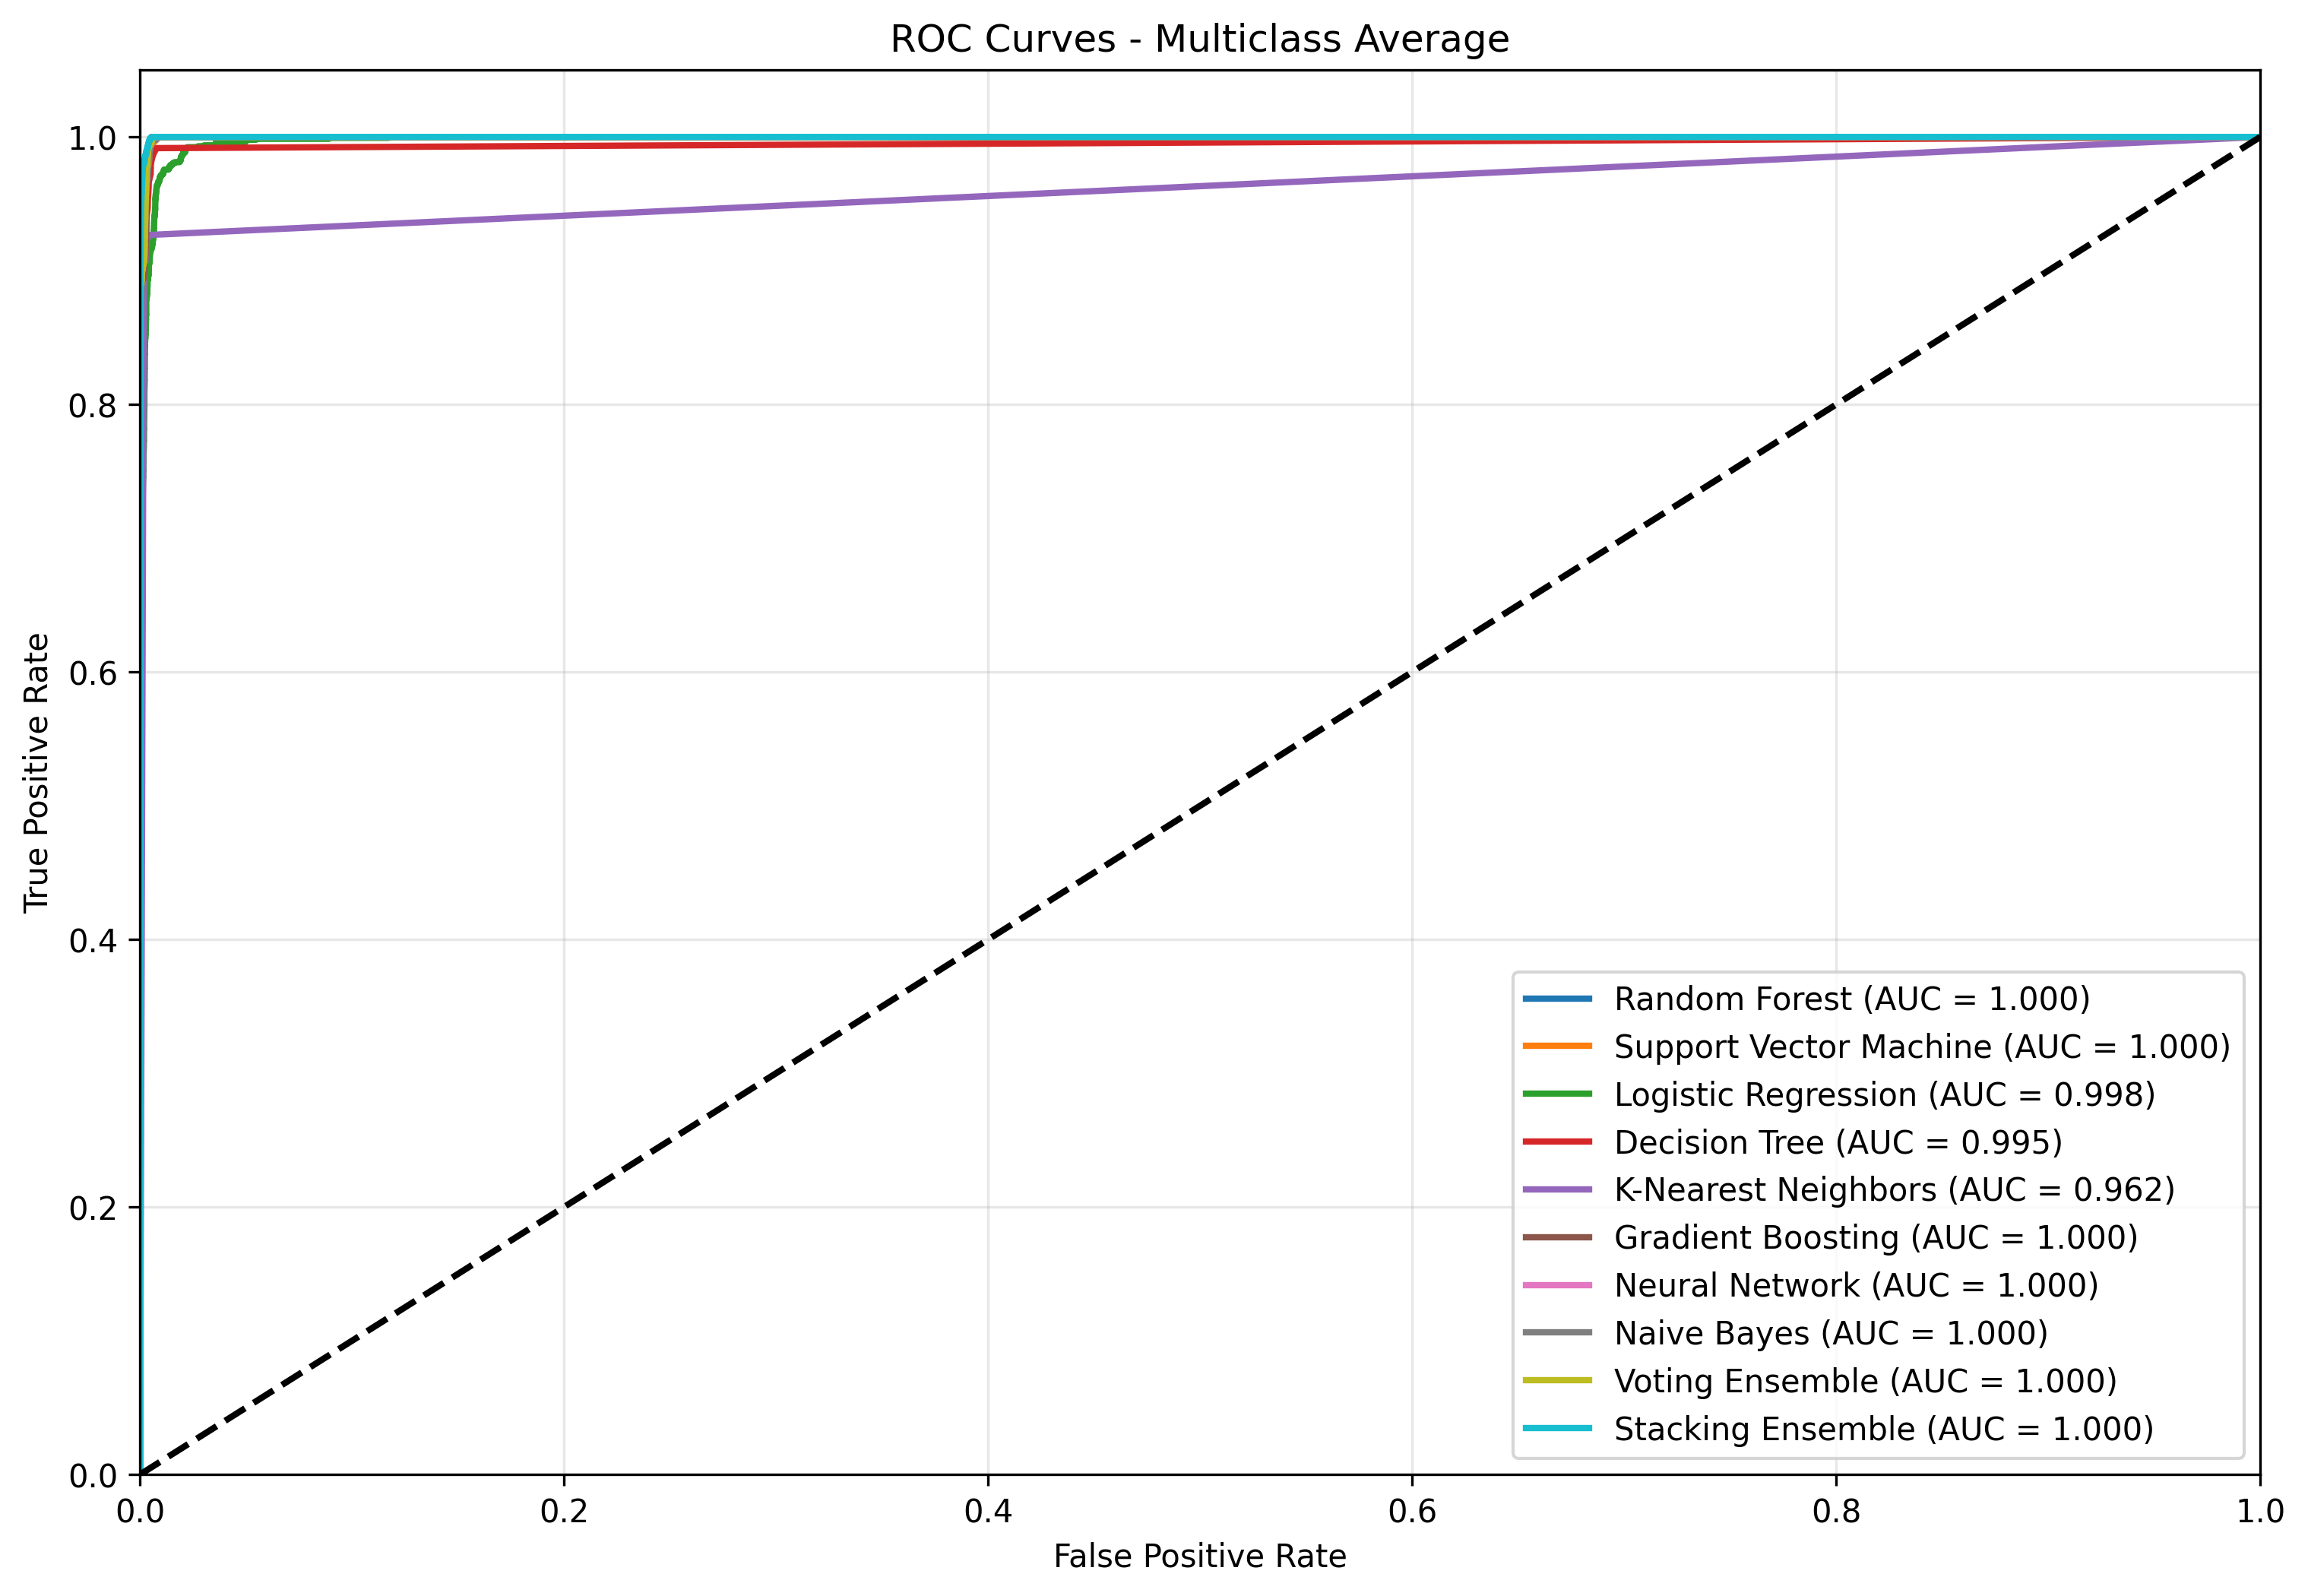 ROC Curves - Multiclass Average
True Positive Rate
1.0
0.8
0.6
0.4
0.2
0.0
Random Forest (AUC = 1.000)
Support Vector Machine (AUC = 1.000)
Logistic Regression (AUC = 0.998)
Decision Tree (AUC = 0.995)
K-Nearest Neighbors (AUC = 0.962)
Gradient Boosting (AUC = 1.000)
Neural Network (AUC = 1.000)
Naive Bayes (AUC = 1.000)
Voting Ensemble (AUC = 1.000)
Stacking Ensemble (AUC = 1.000)
0.0 0.2 0.4 0.6 0.8 1.0
False Positive Rate